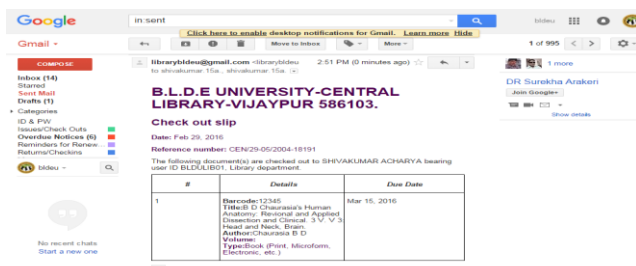 Google
in:sent
bldeu
Click here to enable desktop notifications for Gmail. Learn more Hide
Gmail
Move to Inbox
More
1 of 995
COMPOSE
Inbox (14)
Starred
Sent Mail
Drafts (1)
Categories
ID & PW
Issues/Check Outs
Overdue Notices (6)
Reminders for Renew...
Returns/Checkins
bldeu
No recent chats
Start a new one
librarybldeu@gmail.com <librarybldeu 2:51 PM (0 minutes ago)
to shivakumar.15a., shivakumar.15a.
B.L.D.E UNIVERSITY-CENTRAL
LIBRARY-VIJAYPUR 586103.
Check out slip
Date: Feb 29, 2016
Reference number: CEN/29-05/2004-18191
The following document(s) are checked out to SHIVAKUMAR ACHARYA bearing
user ID BLDULIB01, Library department.
# Details Due Date
1 Barcode:12345 Mar 15, 2016
Title:B D Chaurasia's Human
Anatomy: Revional and Applied
Dissection and Clinical. 3 V. V 3:
Head and Neck, Brain.
Author:Chaurasia B D
Volume:
Type:Book (Print, Microform,
Electronic, etc.)
1 more
DR Surekha Arakeri
Join Google+
Show details